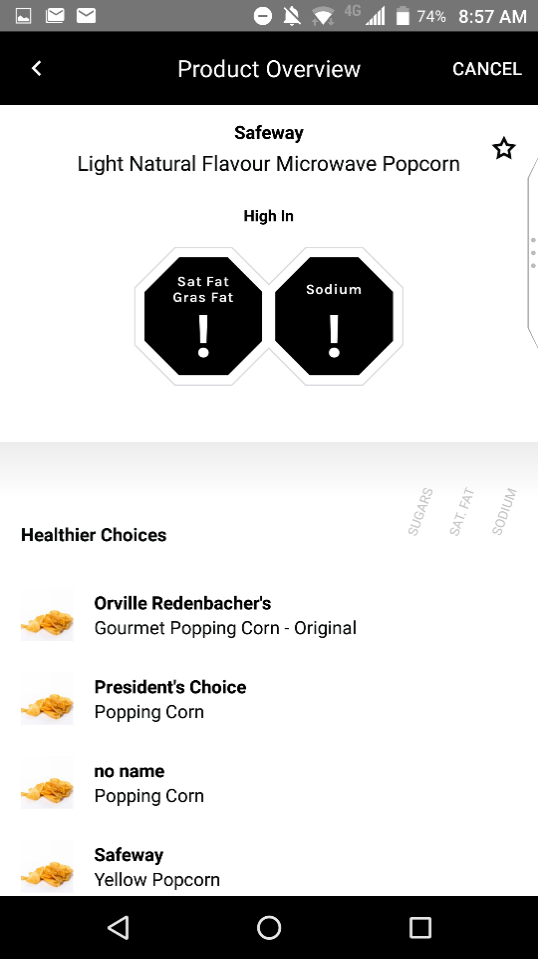 4G 74% 8:57 AM
Product Overview CANCEL
Safeway
Light Natural Flavour Microwave Popcorn
High In
Sat Fat
Gras Fat
!
Sodium
!
SUGARS SAT. FAT SODIUM
Healthier Choices
Orville Redenbacher's
Gourmet Popping Corn - Original
President's Choice
Popping Corn
no name
Popping Corn
Safeway
Yellow Popcorn